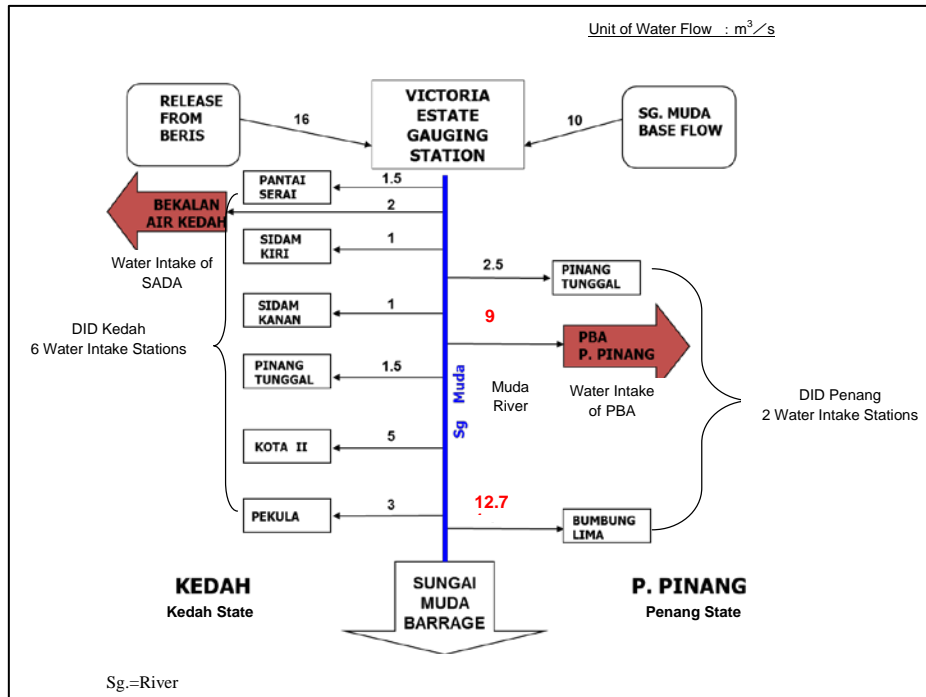 Unit of Water Flow : m³／s
RELEASE
FROM
BERIS
16
VICTORIA
ESTATE
GAUGING
STATION
10
SG. MUDA
BASE FLOW
PANTAI
SERAI
1.5
BEKALAN
AIR KEDAH
2
Water Intake of
SADA
SIDAM
KIRI
1
2.5
PINANG
TUNGGAL
DID Kedah
6 Water Intake Stations
SIDAM
KANAN
1
9
PBA
P. PINANG
PINANG
TUNGGAL
1.5
Sg Muda
Muda
River
Water Intake
of PBA
DID Penang
2 Water Intake Stations
KOTA II
5
PEKULA
3
12.7
BUMBUNG
LIMA
KEDAH
Kedah State
SUNGAI
MUDA
BARRAGE
P. PINANG
Penang State
Sg.=River